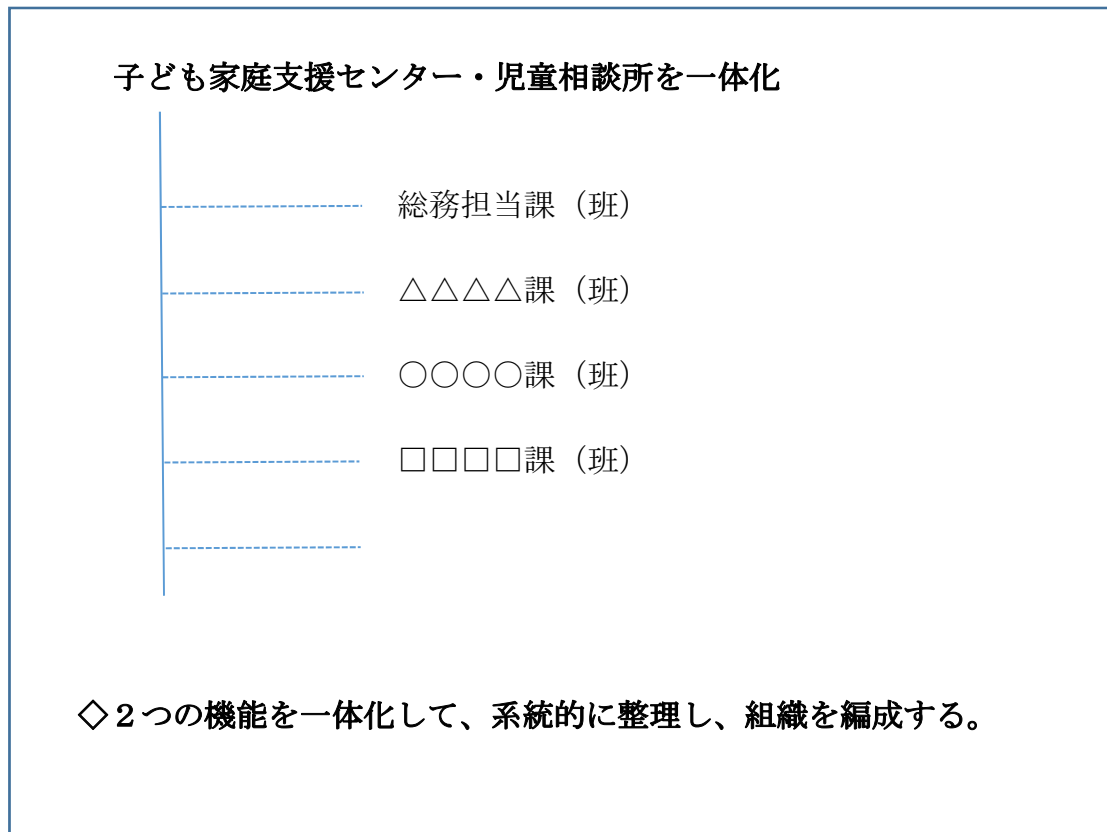 子ども家庭支援センター・児童相談所を一体化
総務担当課（班）
△△△△課（班）
○○○○課（班）
□□□□課（班）
◇２つの機能を一体化して、系統的に整理し、組織を編成する。